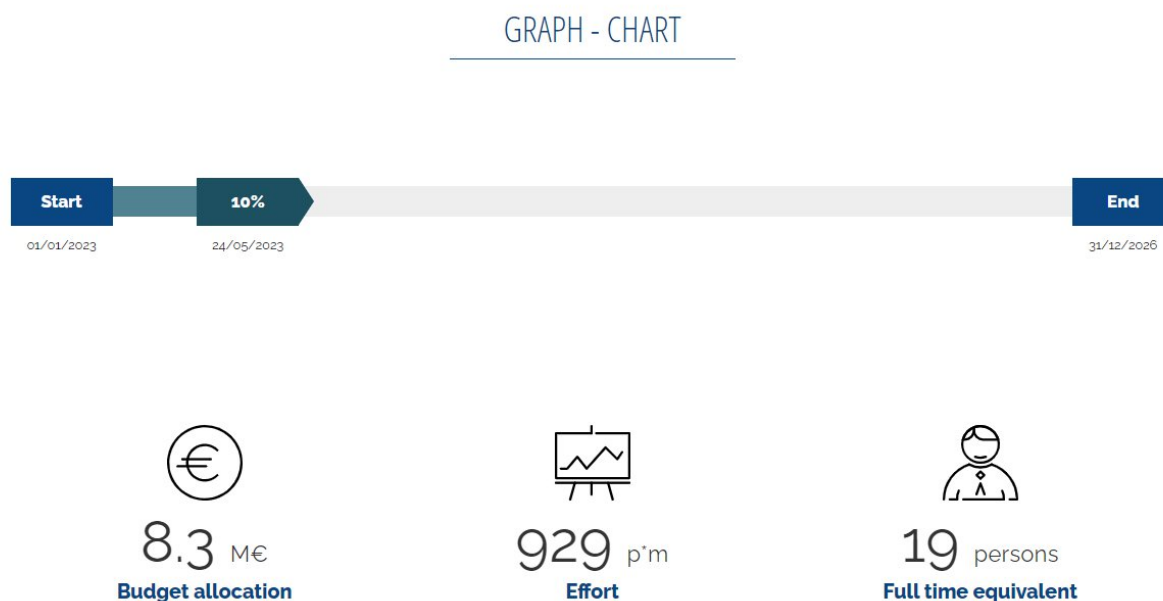 GRAPH - CHART
Start
10%
End
01/01/2023
24/05/2023
31/12/2026
8.3 M€
929 p*m
19 persons
Budget allocation
Effort
Full time equivalent